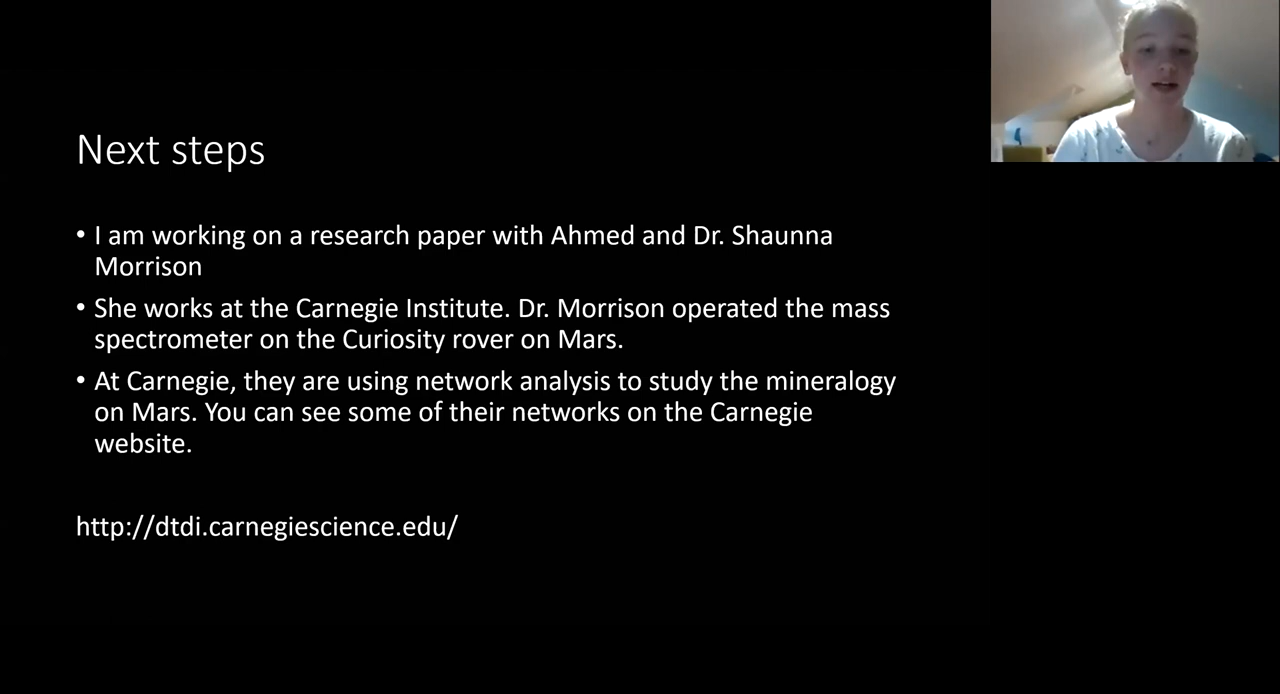 Next steps
• I am working on a research paper with Ahmed and Dr. Shaunna
Morrison
• She works at the Carnegie Institute. Dr. Morrison operated the mass
spectrometer on the Curiosity rover on Mars.
• At Carnegie, they are using network analysis to study the mineralogy
on Mars. You can see some of their networks on the Carnegie
website.
http://dtdi.carnegiescience.edu/